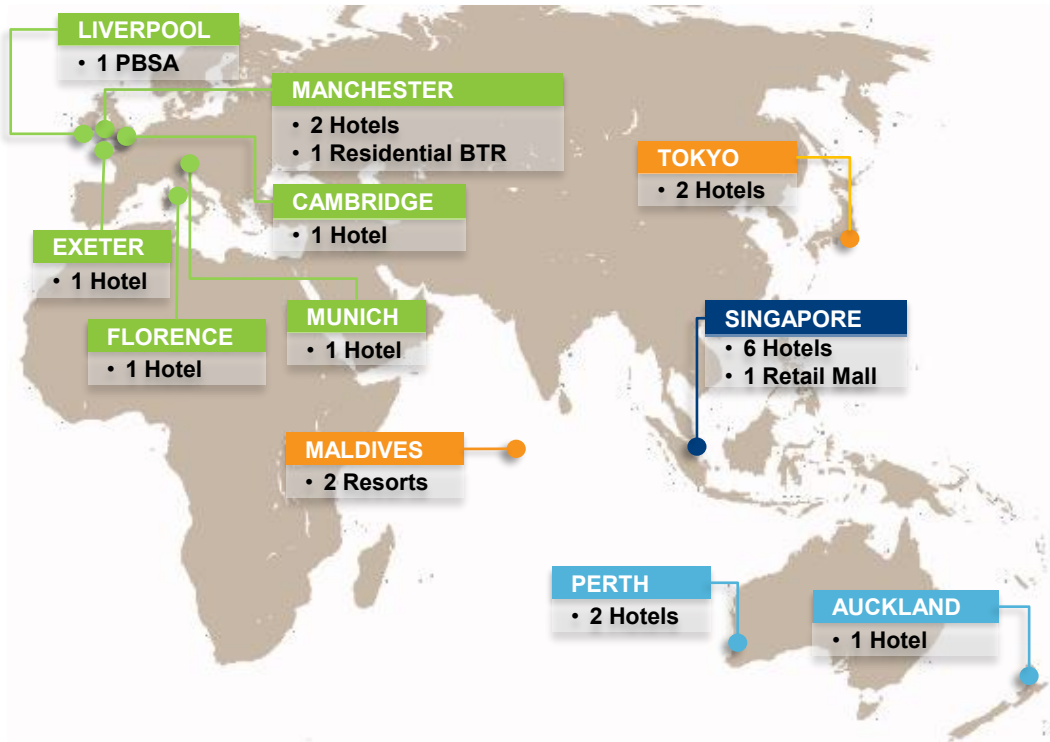 LIVERPOOL
• 1 PBSA
MANCHESTER
• 2 Hotels
• 1 Residential BTR
TOKYO
• 2 Hotels
CAMBRIDGE
• 1 Hotel
EXETER
• 1 Hotel
MUNICH
• 1 Hotel
FLORENCE
• 1 Hotel
SINGAPORE
• 6 Hotels
• 1 Retail Mall
MALDIVES
• 2 Resorts
PERTH
• 2 Hotels
AUCKLAND
• 1 Hotel